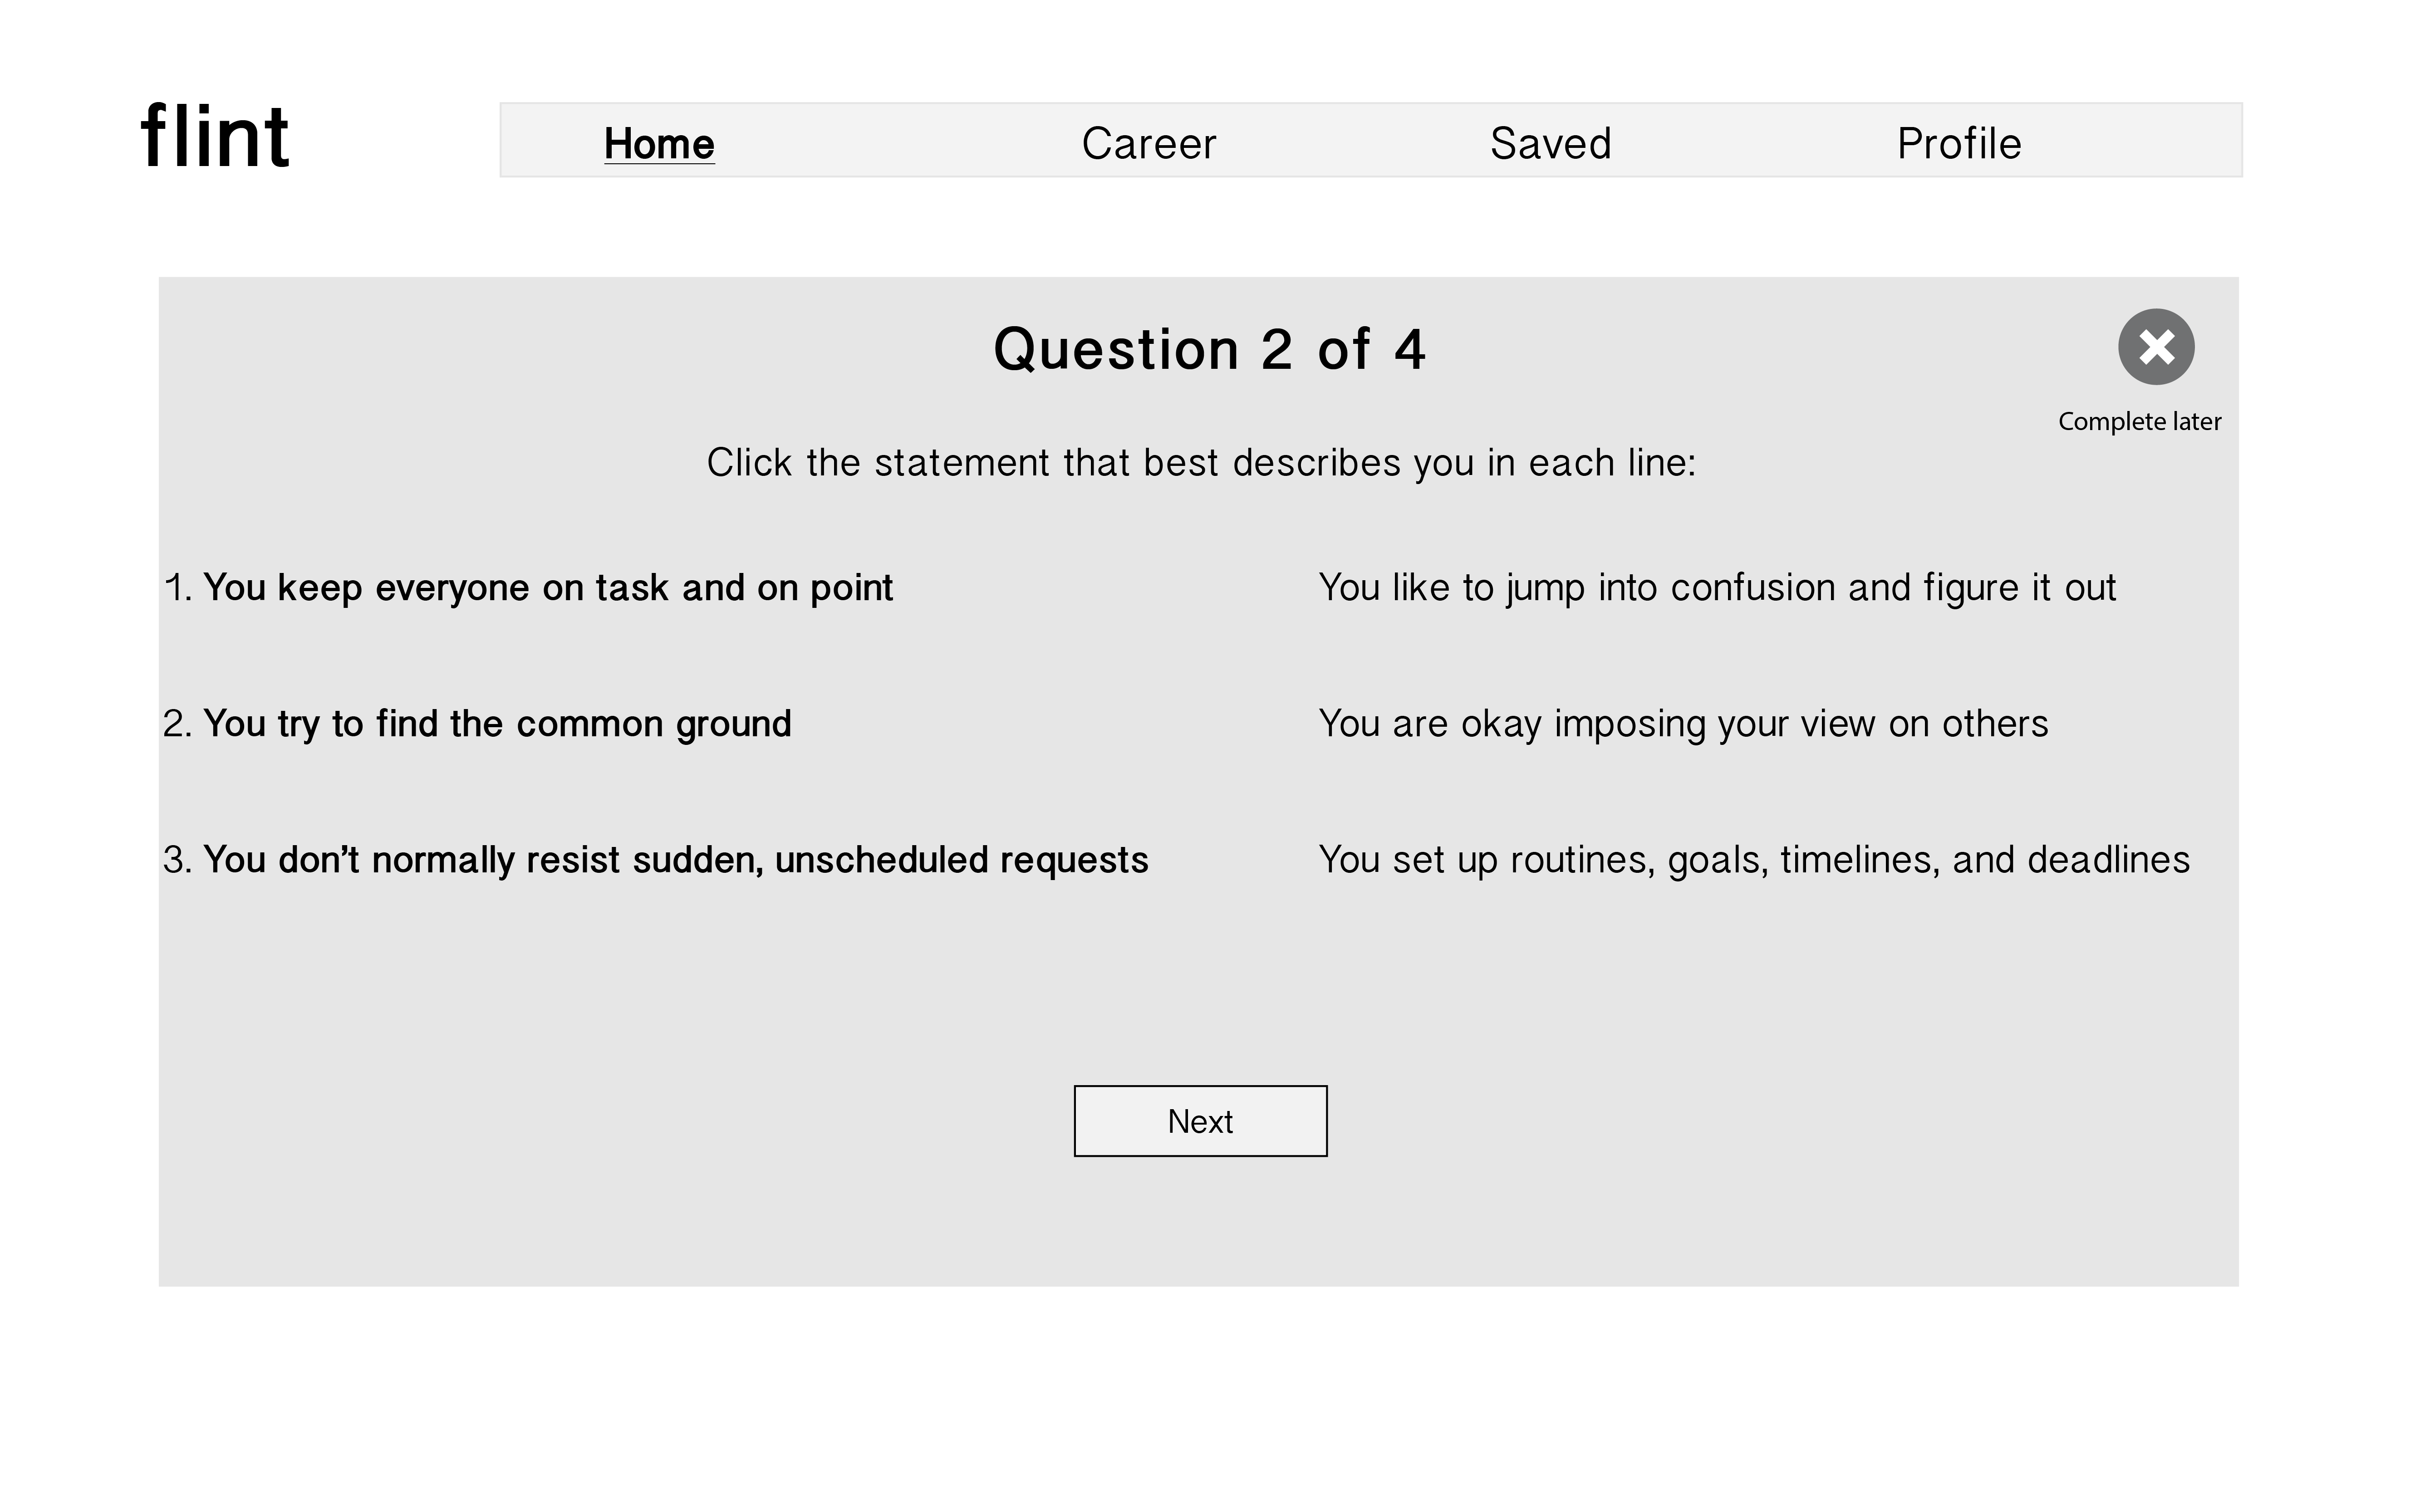 flint
Home Career Saved Profile
Question 2 of 4
Complete later
Click the statement that best describes you in each line:
1. You keep everyone on task and on point You like to jump into confusion and figure it out
2. You try to find the common ground You are okay imposing your view on others
3. You don’t normally resist sudden, unscheduled requests You set up routines, goals, timelines, and deadlines
Next